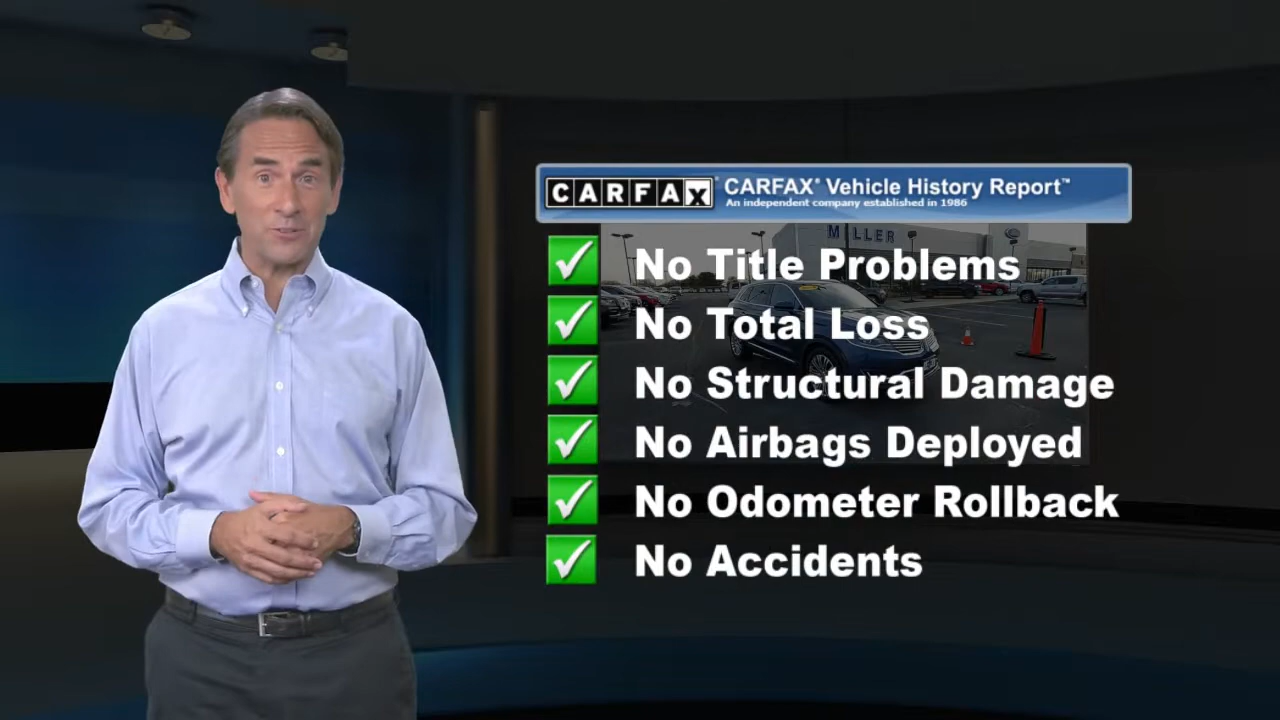 CARFAX
CARFAX® Vehicle History Report™
An independent company established in 1986
MILLER
No Title Problems
No Total Loss
No Structural Damage
No Airbags Deployed
No Odometer Rollback
No Accidents